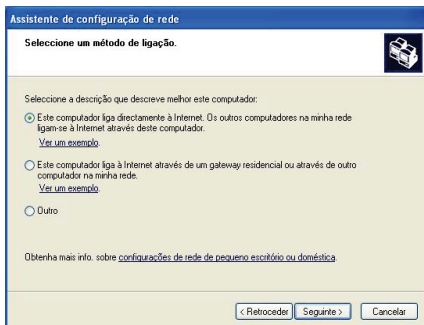 Assistente de configuração de rede
Seleccione um método de ligação.
Seleccione a descrição que descreve melhor este computador:
Este computador liga directamente à Internet. Os outros computadores na minha rede
ligam-se à Internet através deste computador.
Ver um exemplo.
Este computador liga à Internet através de um gateway residencial ou através de outro
computador na minha rede.
Ver um exemplo.
Outro
Obtenha mais info. sobre configurações de rede de pequeno escritório ou doméstica.
< Retroceder Seguinte > Cancelar